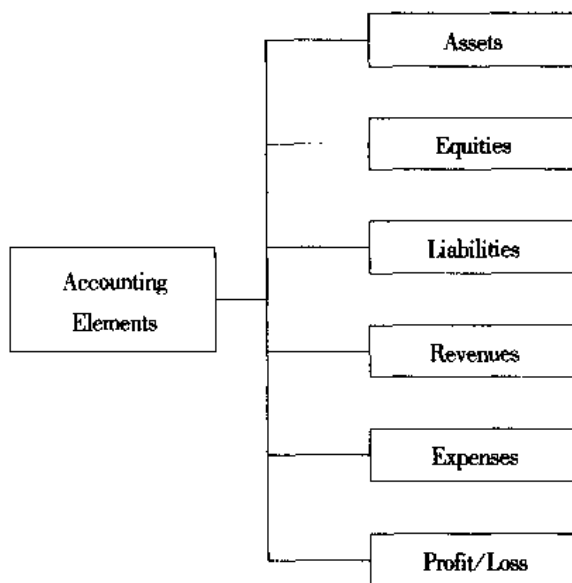 Assets
Equities
Liabilities
Accounting
Elements
Revenues
Expenses
Profit/Loss